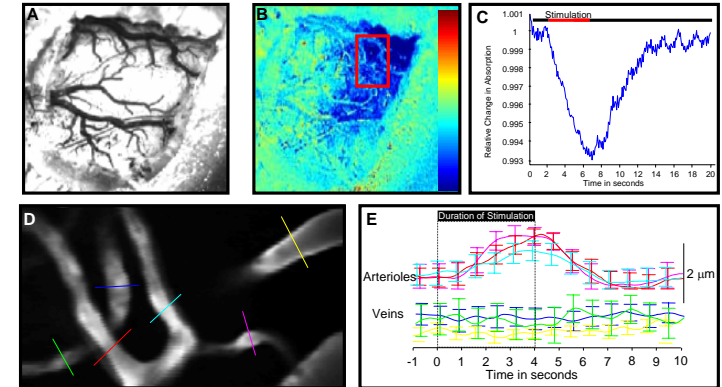 A
B
C
Stimulation
1.001
1
0.999
0.998
0.997
0.996
0.995
0.994
0.993
Relative Change in Absorption
0 2 4 6 8 10 12 14 16 18 20
Time in seconds
D
E
Duration of Stimulation
Arterioles
Veins
2 μm
-1 0 1 2 3 4 5 6 7 8 9 10
Time in seconds